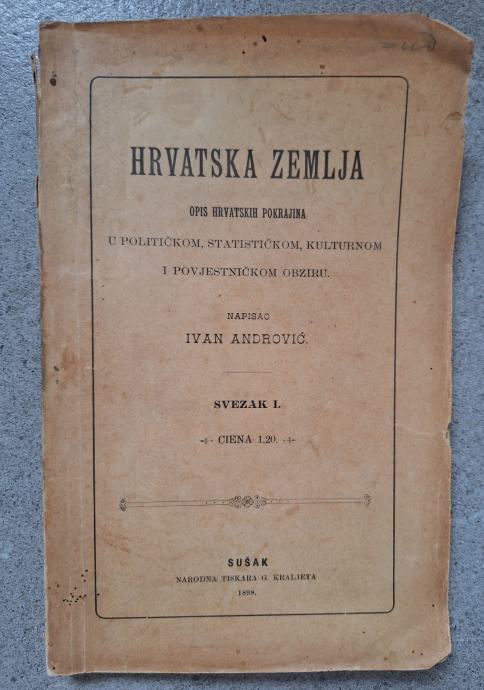 HRVATSKA ZEMLJA
OPIS HRVATSKIH POKRAJINA
U POLITIČKOM, STATISTIČKOM, KULTURNOM
I POVJESTNIČKOM OBZIRU.
NAPISAO
IVAN ANDROVIĆ.
SVEZAK I.
CIENA 1.20.
SUŠAK
NARODNA TISKARA G. KRALJETA
1898.